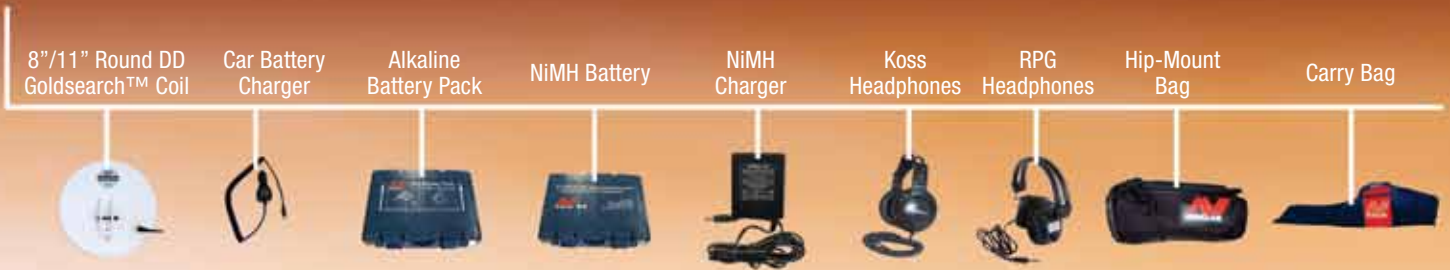 8”/11” Round DD
Goldsearch™ Coil
Car Battery
Charger
Alkaline
Battery Pack
NiMH Battery
NiMH
Charger
Koss
Headphones
RPG
Headphones
Hip-Mount
Bag
Carry Bag